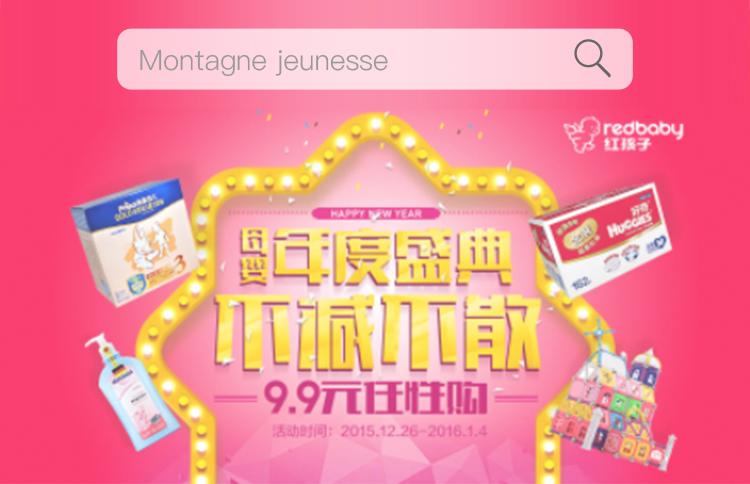 Montagne jeunesse
redbaby
红孩子
HAPPY NEW YEAR
母婴年度盛典
不减不散
9.9元任性购
活动时间:2015.12.26-2016.1.4
好奇
HUGGIES
162
3